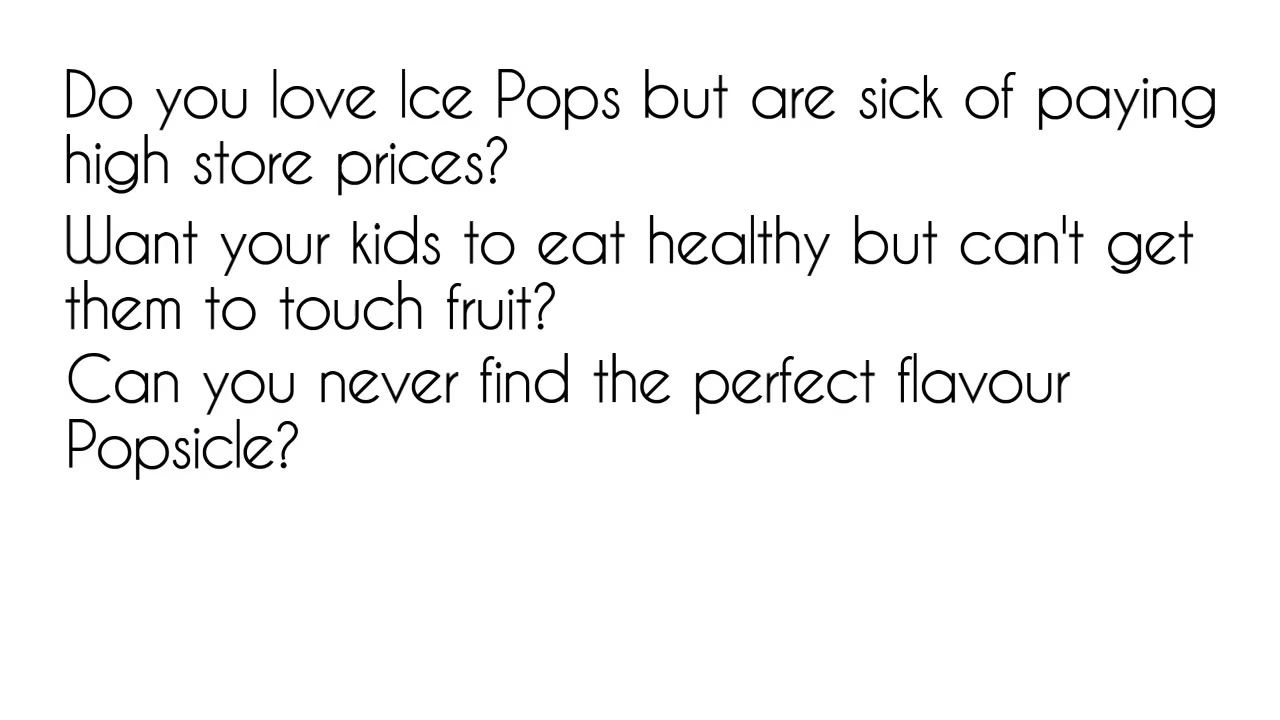 Do you love Ice Pops but are sick of paying
high store prices?
Want your kids to eat healthy but can't get
them to touch fruit?
Can you never find the perfect flavour
Popsicle?